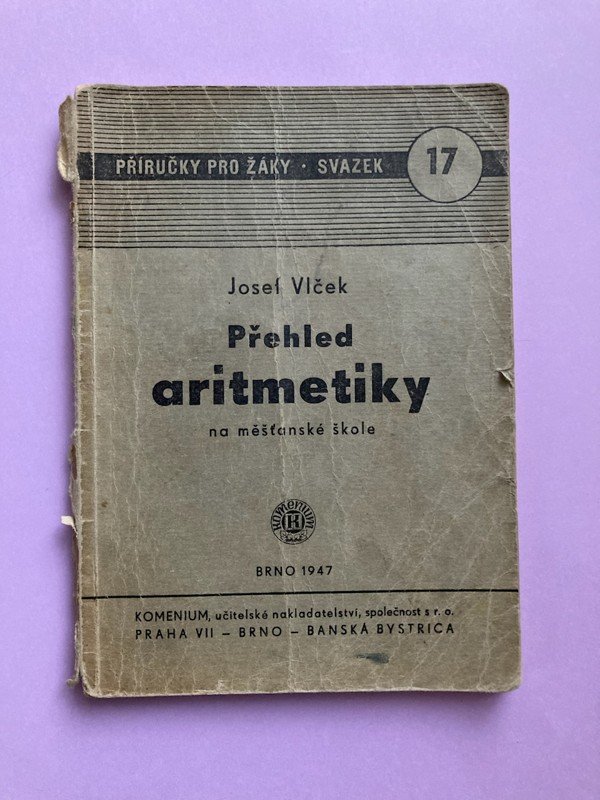 PŘÍRUČKY PRO ŽÁKY · SVAZEK 17
Josef Vlček
Přehled
aritmetiky
na měšťanské škole
Komenium
K
BRNO 1947
KOMENIUM, učitelské nakladatelství, společnost s r. o.
PRAHA VII – BRNO – BANSKÁ BYSTRICA